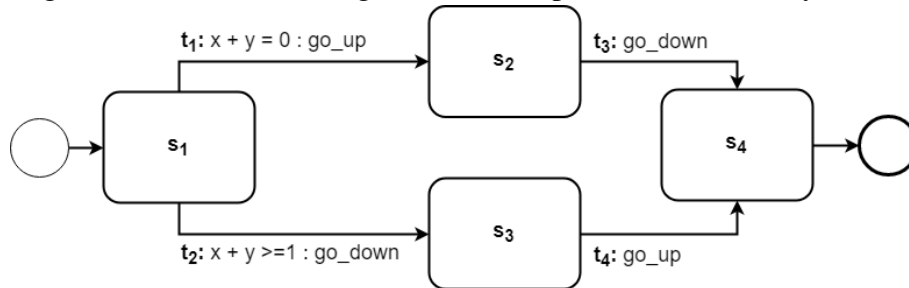 t₁: x + y = 0 : go_up
s₂
t₃: go_down
s₁
s₄
t₂: x + y >=1 : go_down
s₃
t₄: go_up